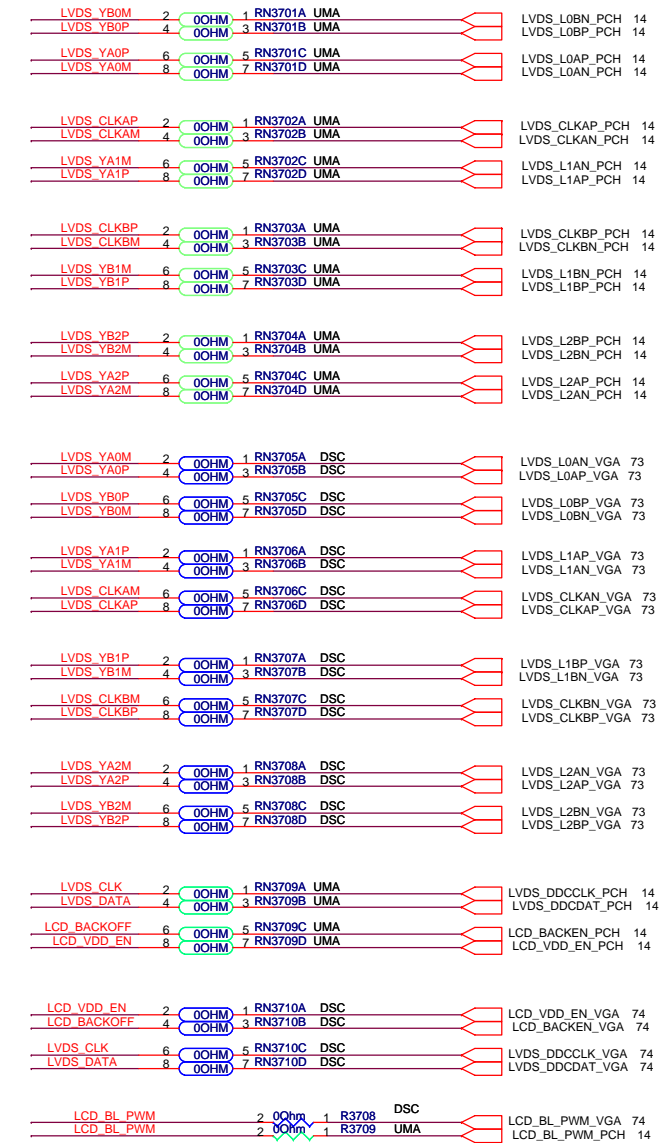 LVDS_YB0M 2 0OHM 1 RN3701A UMA LVDS_L0BN_PCH 14
LVDS_YB0P 4 0OHM 3 RN3701B UMA LVDS_L0BP_PCH 14
LVDS_YA0P 6 0OHM 5 RN3701C UMA LVDS_L0AP_PCH 14
LVDS_YA0M 8 0OHM 7 RN3701D UMA LVDS_L0AN_PCH 14
LVDS_CLKAP 2 0OHM 1 RN3702A UMA LVDS_CLKAP_PCH 14
LVDS_CLKAM 4 0OHM 3 RN3702B UMA LVDS_CLKAN_PCH 14
LVDS_YA1M 6 0OHM 5 RN3702C UMA LVDS_L1AN_PCH 14
LVDS_YA1P 8 0OHM 7 RN3702D UMA LVDS_L1AP_PCH 14
LVDS_CLKBP 2 0OHM 1 RN3703A UMA LVDS_CLKBP_PCH 14
LVDS_CLKBM 4 0OHM 3 RN3703B UMA LVDS_CLKBN_PCH 14
LVDS_YB1M 6 0OHM 5 RN3703C UMA LVDS_L1BN_PCH 14
LVDS_YB1P 8 0OHM 7 RN3703D UMA LVDS_L1BP_PCH 14
LVDS_YB2P 2 0OHM 1 RN3704A UMA LVDS_L2BP_PCH 14
LVDS_YB2M 4 0OHM 3 RN3704B UMA LVDS_L2BN_PCH 14
LVDS_YA2P 6 0OHM 5 RN3704C UMA LVDS_L2AP_PCH 14
LVDS_YA2M 8 0OHM 7 RN3704D UMA LVDS_L2AN_PCH 14
LVDS_YA0M 2 0OHM 1 RN3705A DSC LVDS_L0AN_VGA 73
LVDS_YA0P 4 0OHM 3 RN3705B DSC LVDS_L0AP_VGA 73
LVDS_YB0P 6 0OHM 5 RN3705C DSC LVDS_L0BP_VGA 73
LVDS_YB0M 8 0OHM 7 RN3705D DSC LVDS_L0BN_VGA 73
LVDS_YA1P 2 0OHM 1 RN3706A DSC LVDS_L1AP_VGA 73
LVDS_YA1M 4 0OHM 3 RN3706B DSC LVDS_L1AN_VGA 73
LVDS_CLKAM 6 0OHM 5 RN3706C DSC LVDS_CLKAN_VGA 73
LVDS_CLKAP 8 0OHM 7 RN3706D DSC LVDS_CLKAP_VGA 73
LVDS_YB1P 2 0OHM 1 RN3707A DSC LVDS_L1BP_VGA 73
LVDS_YB1M 4 0OHM 3 RN3707B DSC LVDS_L1BN_VGA 73
LVDS_CLKBM 6 0OHM 5 RN3707C DSC LVDS_CLKBN_VGA 73
LVDS_CLKBP 8 0OHM 7 RN3707D DSC LVDS_CLKBP_VGA 73
LVDS_YA2M 2 0OHM 1 RN3708A DSC LVDS_L2AN_VGA 73
LVDS_YA2P 4 0OHM 3 RN3708B DSC LVDS_L2AP_VGA 73
LVDS_YB2M 6 0OHM 5 RN3708C DSC LVDS_L2BN_VGA 73
LVDS_YB2P 8 0OHM 7 RN3708D DSC LVDS_L2BP_VGA 73
LVDS_CLK 2 0OHM 1 RN3709A UMA LVDS_DDCCLK_PCH 14
LVDS_DATA 4 0OHM 3 RN3709B UMA LVDS_DDCDAT_PCH 14
LCD_BACKOFF 6 0OHM 5 RN3709C UMA LCD_BACKEN_PCH 14
LCD_VDD_EN 8 0OHM 7 RN3709D UMA LCD_VDD_EN_PCH 14
LCD_VDD_EN 2 0OHM 1 RN3710A DSC LCD_VDD_EN_VGA 74
LCD_BACKOFF 4 0OHM 3 RN3710B DSC LCD_BACKEN_VGA 74
LVDS_CLK 6 0OHM 5 RN3710C DSC LVDS_DDCCLK_VGA 74
LVDS_DATA 8 0OHM 7 RN3710D DSC LVDS_DDCDAT_VGA 74
LCD_BL_PWM 2 0Ohm 1 R3708 DSC LCD_BL_PWM_VGA 74
LCD_BL_PWM 2 0Ohm 1 R3709 UMA LCD_BL_PWM_PCH 14